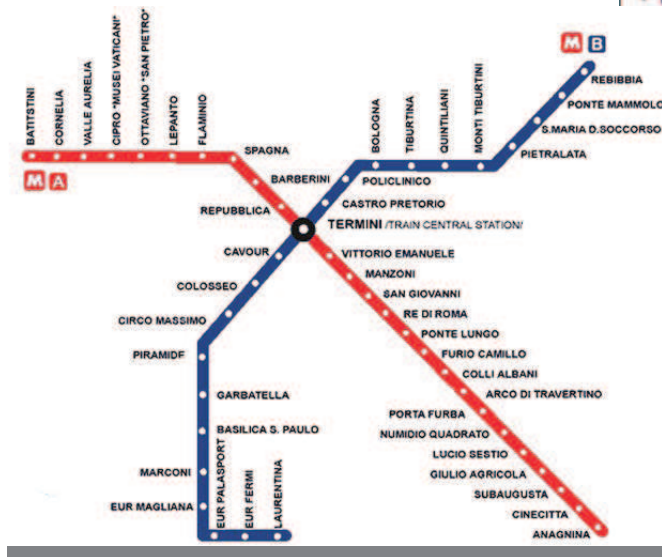 M B
REBIBBIA
PONTE MAMMOLO
S.MARIA D.SOCCORSO
PIETRALATA
MONTI TIBURTINI
QUINTILIANI
TIBURTINA
BOLOGNA
POLICLINICO
CASTRO PRETORIO
TERMINI /TRAIN CENTRAL STATION/
BATITSTINI
CORNELIA
VALLE AURELIA
CIPRO "MUSEI VATICANI"
OTTAVIANO "SAN PIETRO"
LEPANTO
FLAMINIO
M A
SPAGNA
BARBERINI
REPUBBLICA
VITTORIO EMANUELE
MANZONI
SAN GIOVANNI
RE DI ROMA
PONTE LUNGO
FURIO CAMILLO
COLLI ALBANI
ARCO DI TRAVERTINO
PORTA FURBA
NUMIDIO QUADRATO
LUCIO SESTIO
GIULIO AGRICOLA
SUBAUGUSTA
CINECITTA
ANAGNINA
CAVOUR
COLOSSEO
CIRCO MASSIMO
PIRAMIDF
GARBATELLA
BASILICA S. PAULO
MARCONI
EUR MAGLIANA
EUR PALASPORT
EUR FERMI
LAURENTINA